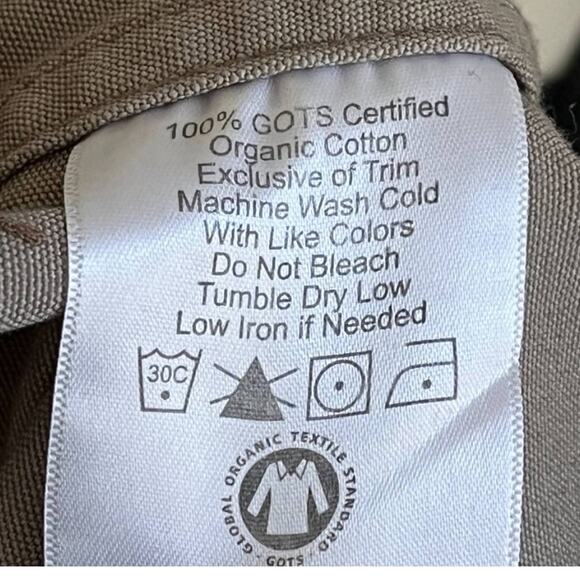 100% GOTS Certified
Organic Cotton
Exclusive of Trim
Machine Wash Cold
With Like Colors
Do Not Bleach
Tumble Dry Low
Low Iron if Needed
30C
GLOBAL ORGANIC TEXTILE STANDARD
· GOTS ·